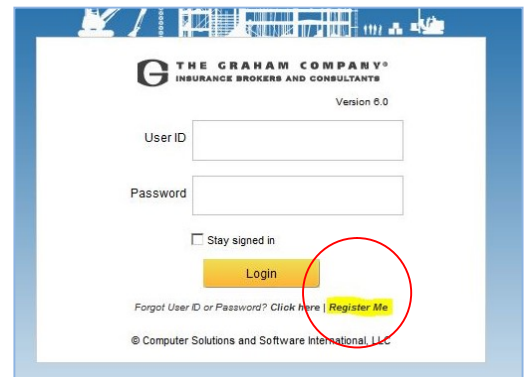 THE GRAHAM COMPANY®
INSURANCE BROKERS AND CONSULTANTS
Version 6.0
User ID
Password
Stay signed in
Login
Forgot User ID or Password? Click here | Register Me
© Computer Solutions and Software International, LLC